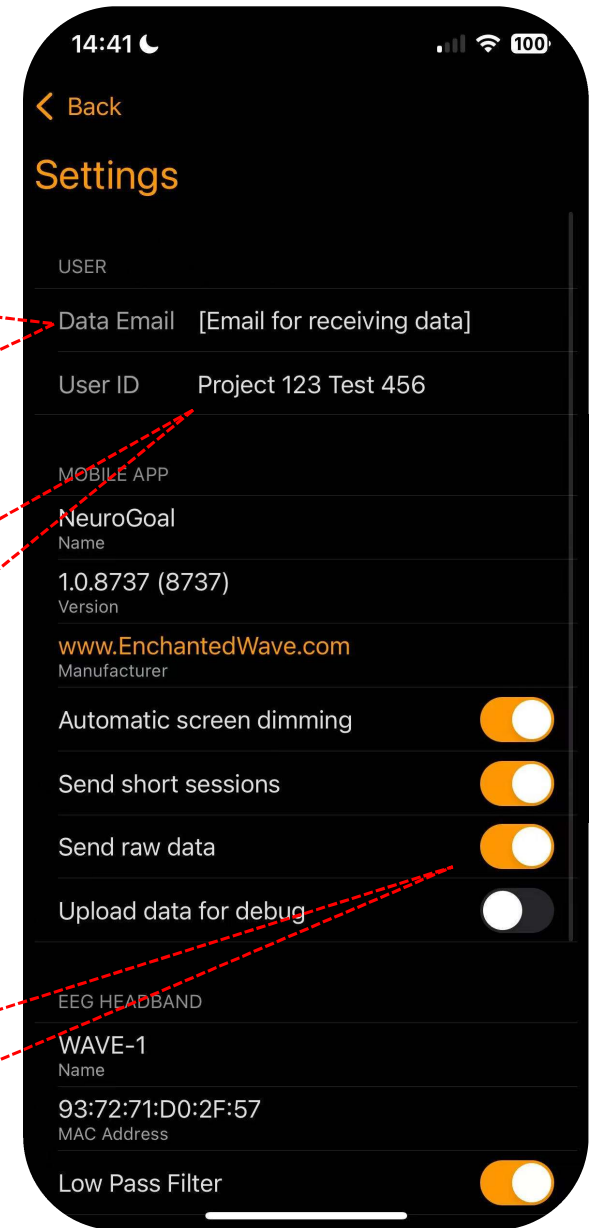 14:41
100
Back
Settings
USER
Data Email [Email for receiving data]
User ID Project 123 Test 456
MOBILE APP
NeuroGoal
Name
1.0.8737 (8737)
Version
www.EnchantedWave.com
Manufacturer
Automatic screen dimming
Send short sessions
Send raw data
Upload data for debug
EEG HEADBAND
WAVE-1
Name
93:72:71:D0:2F:57
MAC Address
Low Pass Filter